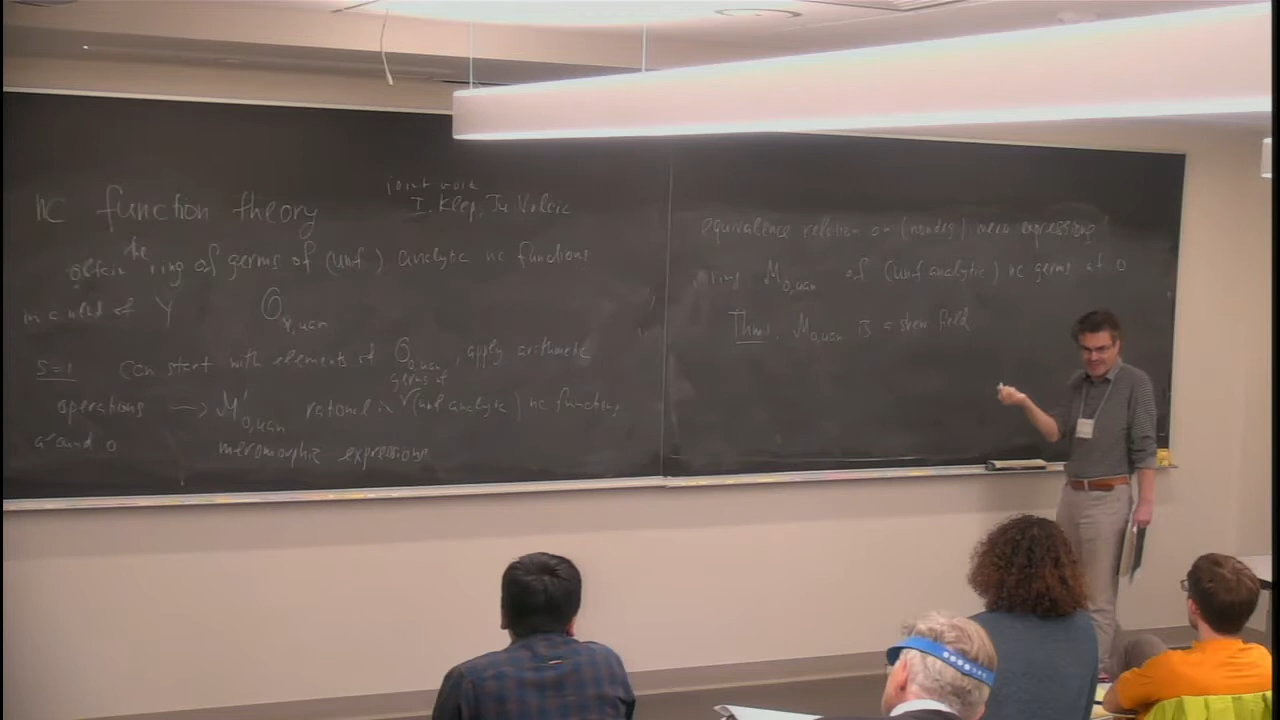 joint work
nc function theory I. Klep, Ju. Volcic
obtain the ring of germs of (unif) analytic nc functions
in a nbhd of Y O_{Y,uan}
S=1 can start with elements of O_{0,uan}, apply arithmetic
operations ⟿ M'_{0,uan} rational in germs of (unif analytic) nc functions
around 0 meromorphic expressions
equivalence relation on (nondeg) mero expressions
ring M_{0,uan} of (unf analytic) nc germs at 0
Thm. M_{0,uan} is a skew field